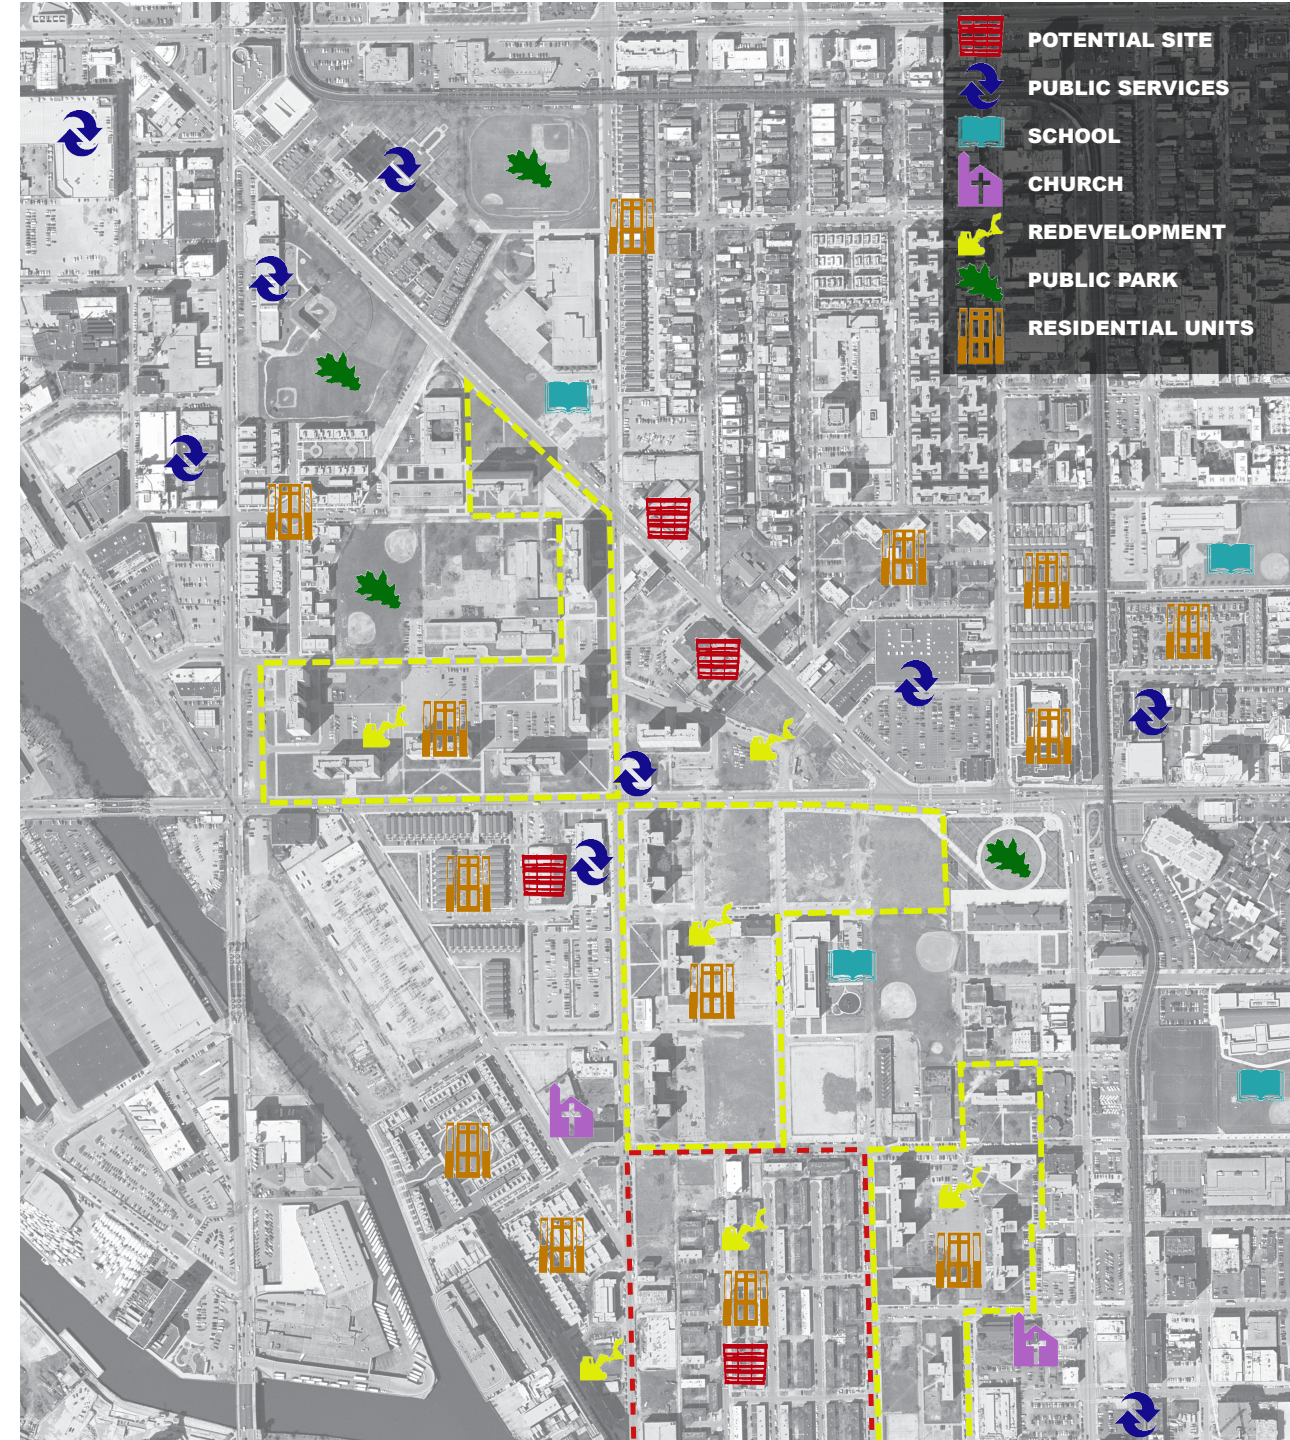 POTENTIAL SITE
PUBLIC SERVICES
SCHOOL
CHURCH
REDEVELOPMENT
PUBLIC PARK
RESIDENTIAL UNITS